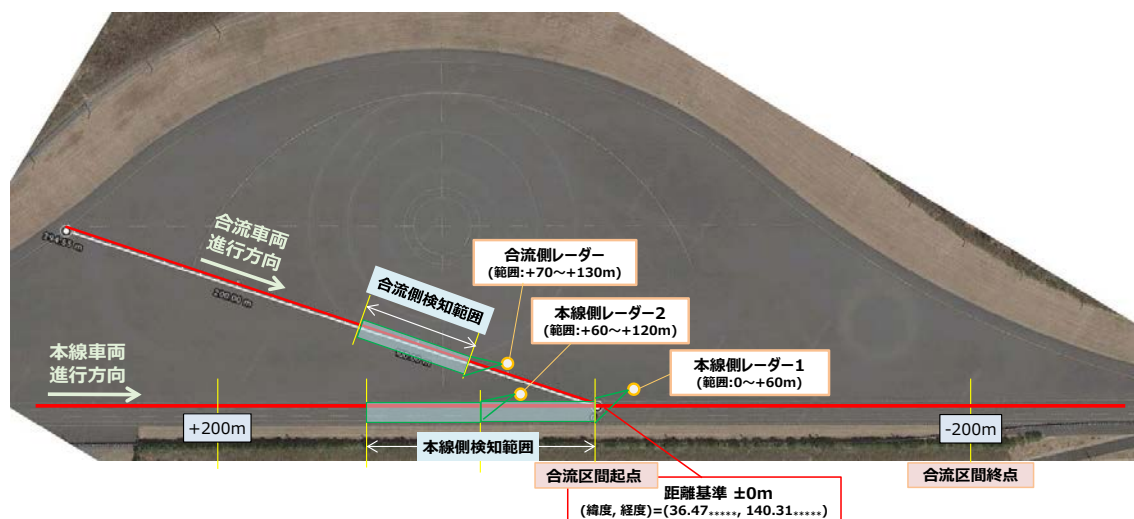 合流車両
進行方向
200.00 m
合流側検知範囲
合流側レーダー
(範囲:+70～+130m)
本線側レーダー2
(範囲:+60～+120m)
本線側レーダー1
(範囲:0～+60m)
本線車両
進行方向
+200m
-200m
本線側検知範囲
合流区間起点
合流区間終点
距離基準 ±0m
(緯度, 経度)=(36.47*****, 140.31*****)